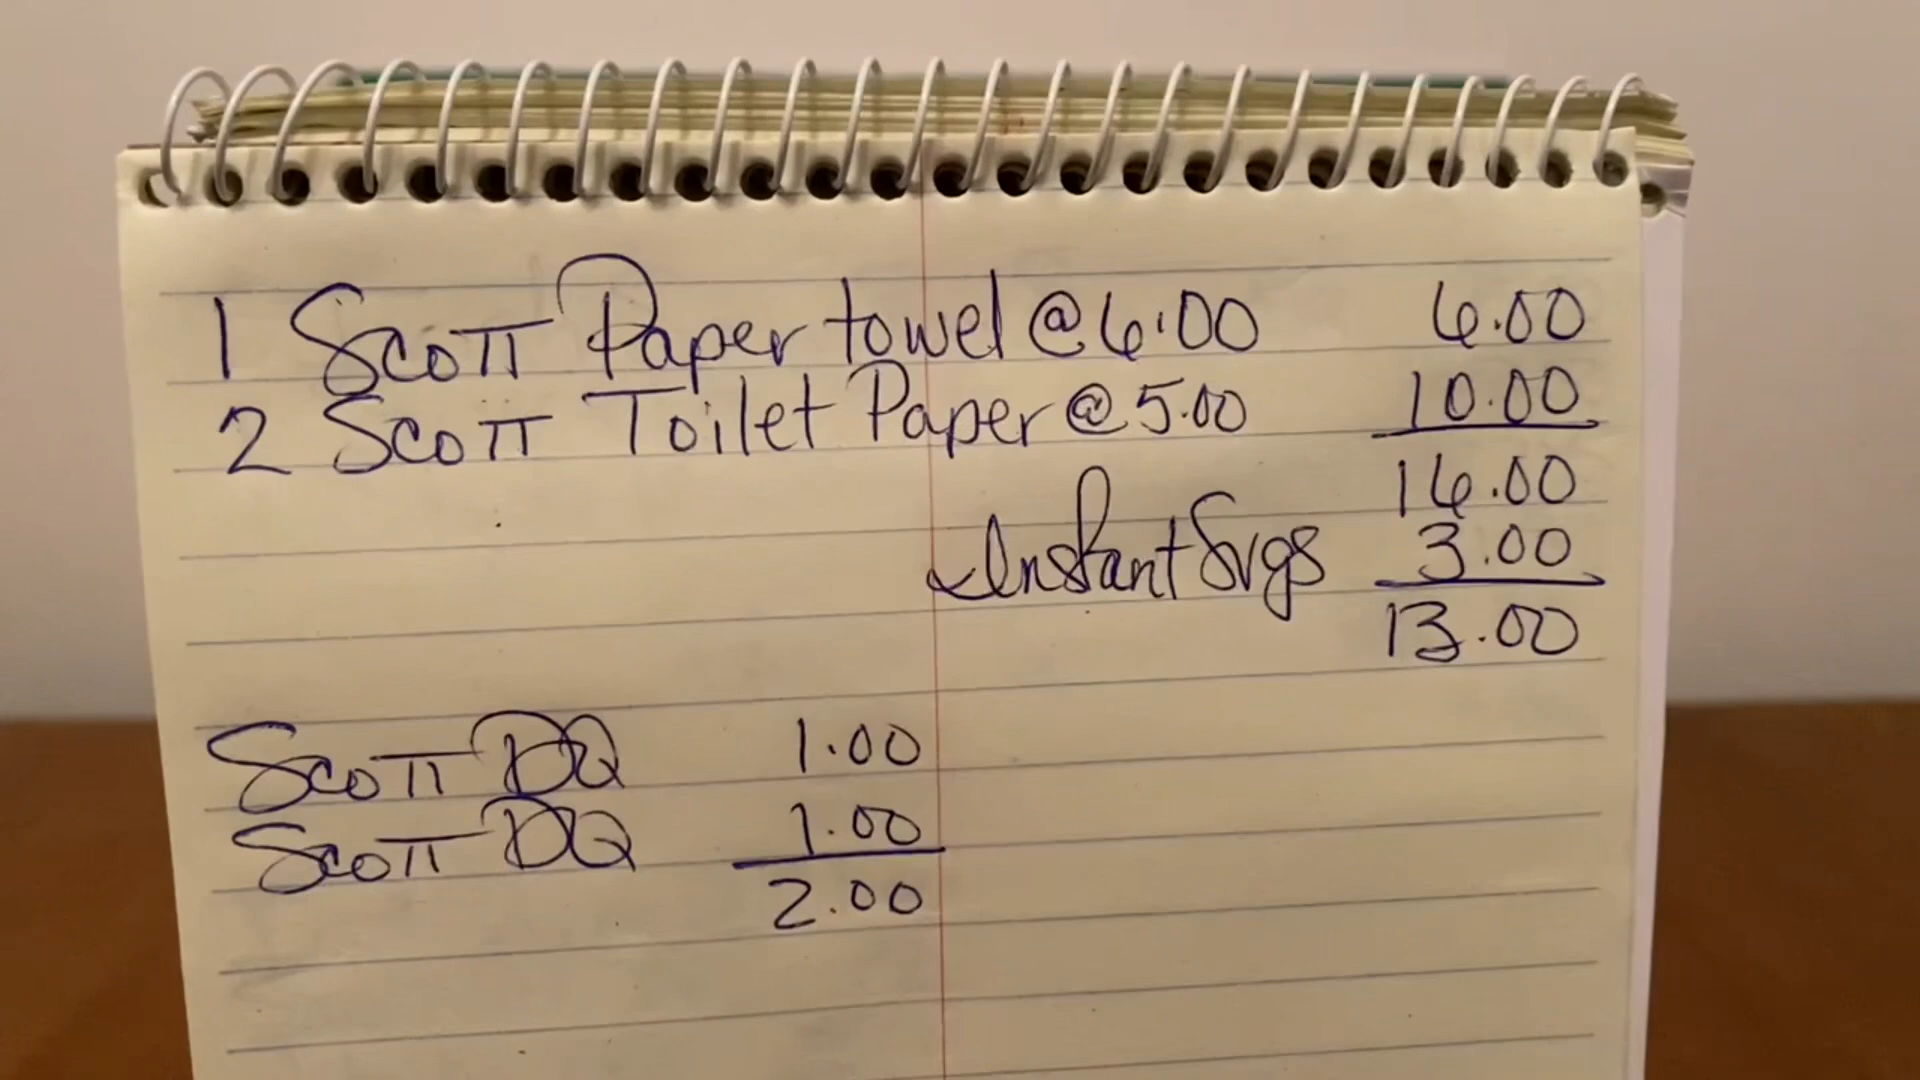 1 Scott Paper towel @ 6.00 6.00
2 Scott Toilet Paper @ 5.00 10.00
16.00
Instant Svgs 3.00
13.00
Scott DQ 1.00
Scott DQ 1.00
2.00